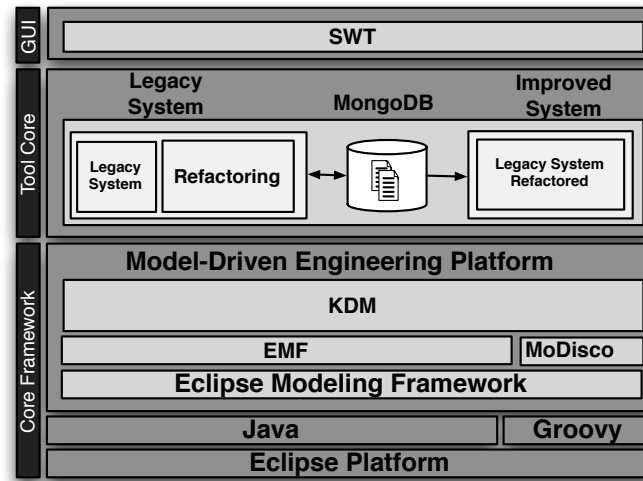 GUI
SWT
Tool Core
Legacy
System
MongoDB
Improved
System
Legacy
System
Refactoring
Legacy System
Refactored
Core Framework
Model-Driven Engineering Platform
KDM
EMF
MoDisco
Eclipse Modeling Framework
Java
Groovy
Eclipse Platform